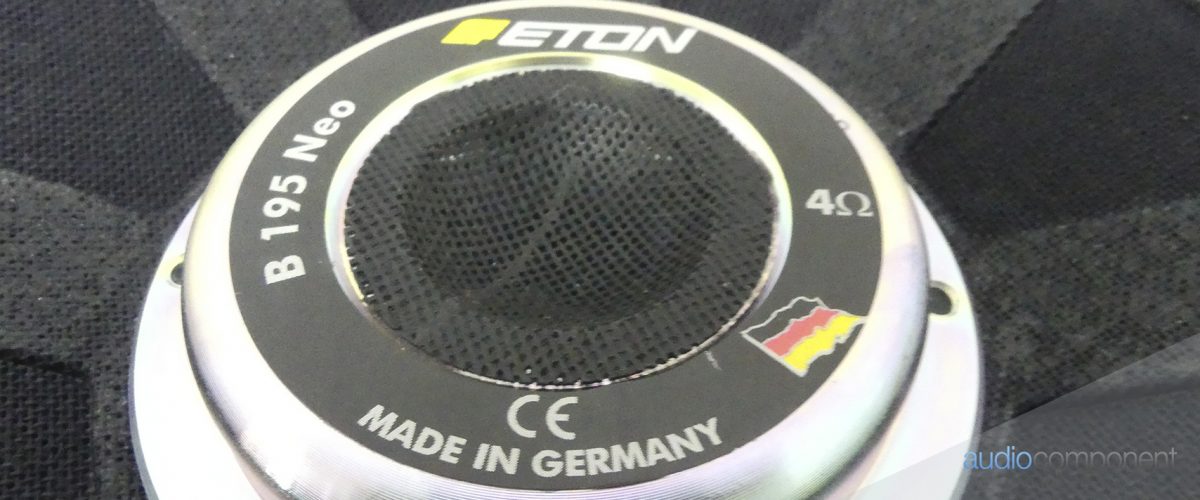 ETON
B 195 Neo
4Ω
CE
MADE IN GERMANY
audiocomponent